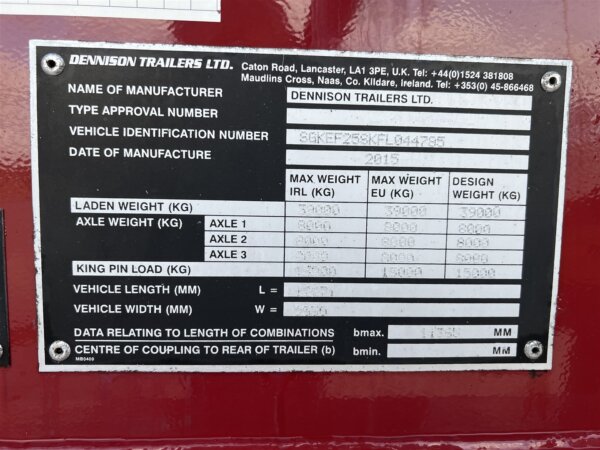 DENNISON TRAILERS LTD. Caton Road, Lancaster, LA1 3PE, U.K. Tel: +44(0)1524 381808
Maudlins Cross, Naas, Co. Kildare, Ireland. Tel: +353(0) 45-866468
NAME OF MANUFACTURER DENNISON TRAILERS LTD.
TYPE APPROVAL NUMBER
VEHICLE IDENTIFICATION NUMBER
DATE OF MANUFACTURE 2015
MAX WEIGHT IRL (KG) MAX WEIGHT EU (KG) DESIGN WEIGHT (KG)
LADEN WEIGHT (KG) 39000 39000 39000
AXLE WEIGHT (KG) AXLE 1 8000 8000 8000
AXLE 2 8000 8000
AXLE 3 8000 8000
KING PIN LOAD (KG) 15000 15000
VEHICLE LENGTH (MM) L =
VEHICLE WIDTH (MM) W =
DATA RELATING TO LENGTH OF COMBINATIONS bmax. MM
CENTRE OF COUPLING TO REAR OF TRAILER (b) bmin. MM
MB0409